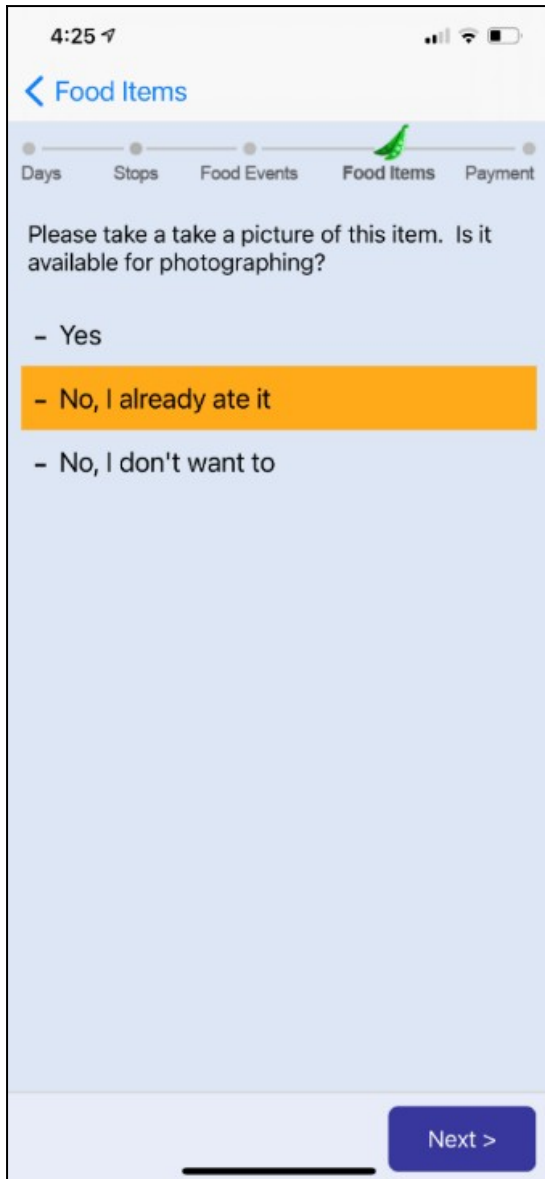 4:25
Food Items
Days Stops Food Events Food Items Payment
Please take a take a picture of this item.  Is it
available for photographing?
– Yes
– No, I already ate it
– No, I don't want to
Next >